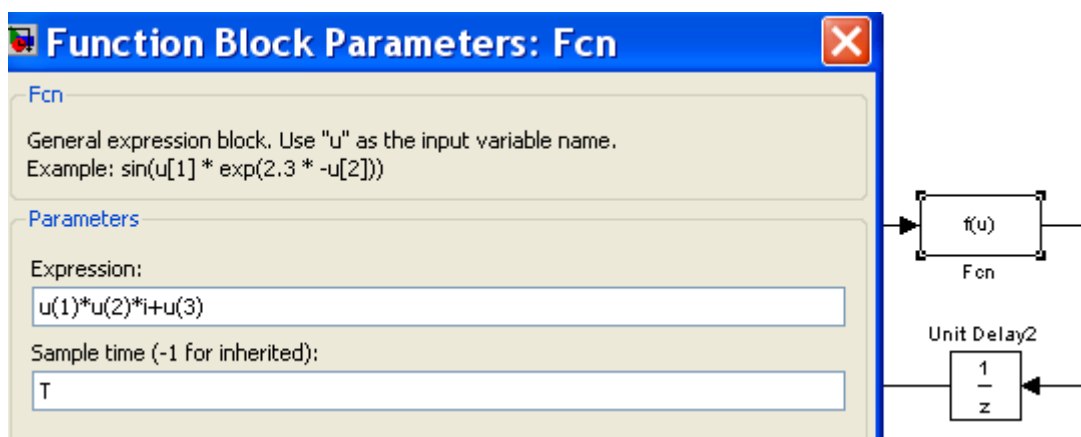 Function Block Parameters: Fcn
Fcn
General expression block. Use "u" as the input variable name.
Example: sin(u[1] * exp(2.3 * -u[2]))
Parameters
Expression:
u(1)*u(2)*i+u(3)
Sample time (-1 for inherited):
T
f(u)
Fcn
Unit Delay2
1
z